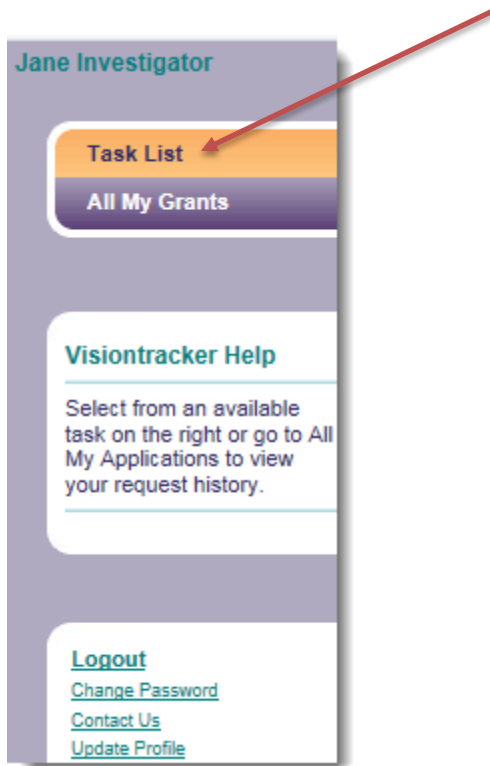 Jane Investigator
Task List
All My Grants
Visiontracker Help
Select from an available
task on the right or go to All
My Applications to view
your request history.
Logout
Change Password
Contact Us
Update Profile